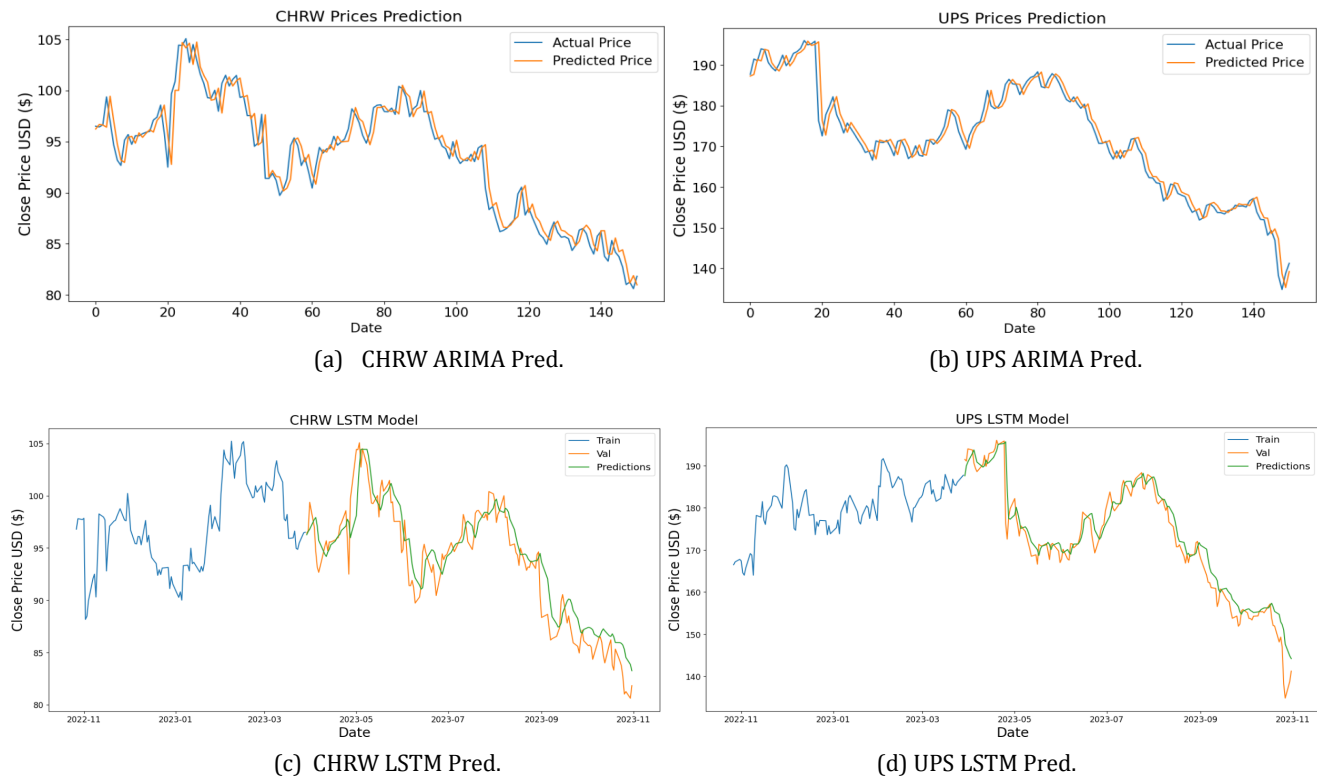 CHRW Prices Prediction
Actual Price
Predicted Price
Close Price USD ($)
105
100
95
90
85
80
0 20 40 60 80 100 120 140
Date
(a) CHRW ARIMA Pred.
UPS Prices Prediction
Actual Price
Predicted Price
Close Price USD ($)
190
180
170
160
150
140
0 20 40 60 80 100 120 140
Date
(b) UPS ARIMA Pred.
CHRW LSTM Model
Train
Val
Predictions
Close Price USD ($)
105
100
95
90
85
80
2022-11 2023-01 2023-03 2023-05 2023-07 2023-09 2023-11
Date
(c) CHRW LSTM Pred.
UPS LSTM Model
Train
Val
Predictions
Close Price USD ($)
190
180
170
160
150
140
2022-11 2023-01 2023-03 2023-05 2023-07 2023-09 2023-11
Date
(d) UPS LSTM Pred.